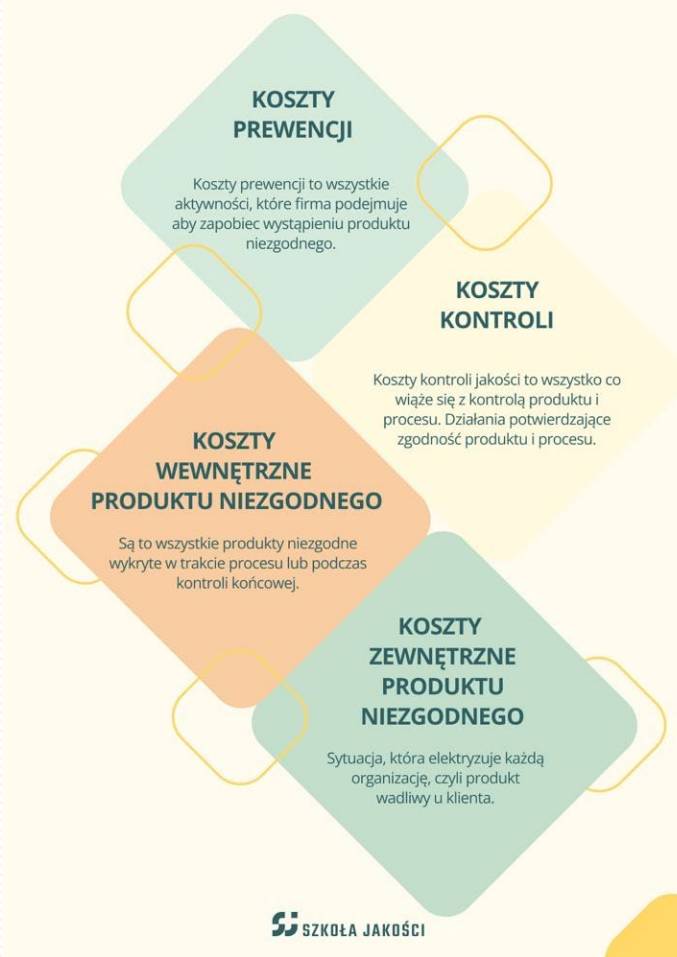 KOSZTY
PREWENCJI
Koszty prewencji to wszystkie
aktywności, które firma podejmuje
aby zapobiec wystąpieniu produktu
niezgodnego.
KOSZTY
KONTROLI
Koszty kontroli jakości to wszystko co
wiąże się z kontrolą produktu i
procesu. Działania potwierdzające
zgodność produktu i procesu.
KOSZTY
WEWNĘTRZNE
PRODUKTU NIEZGODNEGO
Są to wszystkie produkty niezgodne
wykryte w trakcie procesu lub podczas
kontroli końcowej.
KOSZTY
ZEWNĘTRZNE
PRODUKTU
NIEZGODNEGO
Sytuacja, która elektryzuje każdą
organizację, czyli produkt
wadliwy u klienta.
SZKOŁA JAKOŚCI